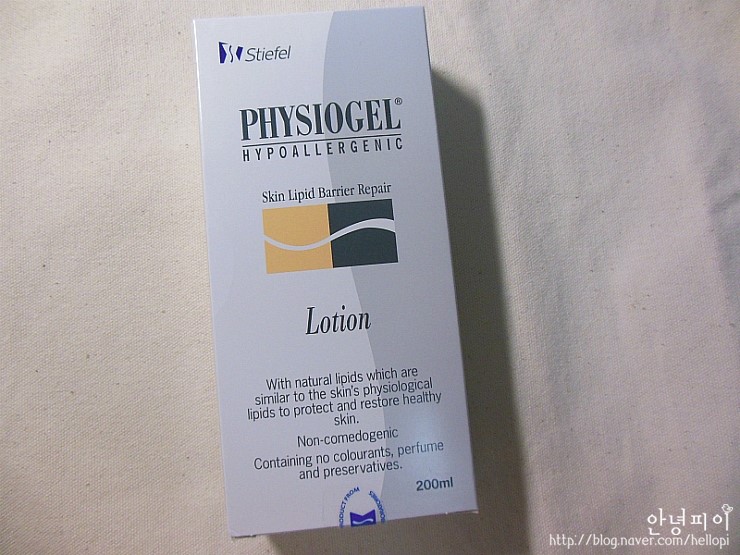 Stiefel
PHYSIOGEL®
HYPOALLERGENIC
Skin Lipid Barrier Repair
Lotion
With natural lipids which are
similar to the skin's physiological
lipids to protect and restore healthy
skin.
Non-comedogenic
Containing no colourants, perfume
and preservatives.
200ml
PRODUCT FROM
안녕피이
http://blog.naver.com/hellopi